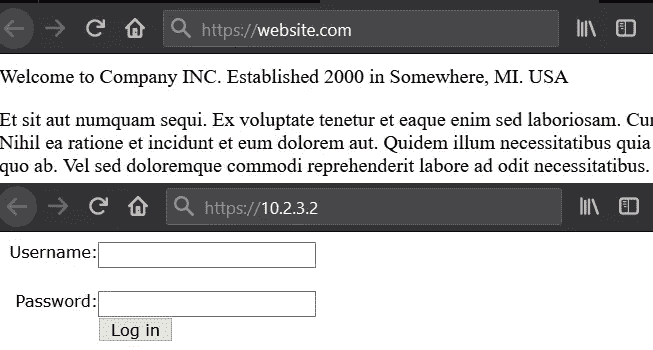 https://website.com
Welcome to Company INC. Established 2000 in Somewhere, MI. USA
Et sit aut numquam sequi. Ex voluptate tenetur et eaque enim sed laboriosam. Cu
Nihil ea ratione et incidunt et eum dolorem aut. Quidem illum necessitatibus quia
quo ab. Vel sed doloremque commodi reprehenderit labore ad odit necessitatibus.
https://10.2.3.2
Username:
Password:
Log in